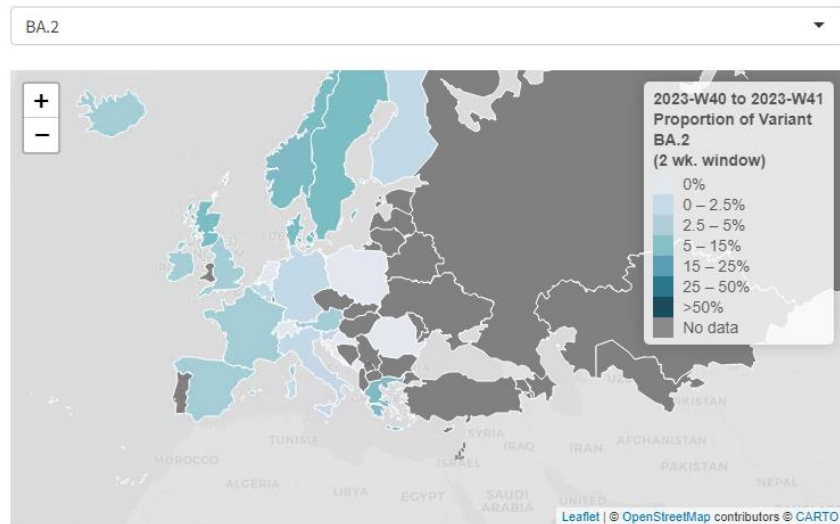 BA.2
+
−
2023-W40 to 2023-W41
Proportion of Variant
BA.2
(2 wk. window)
0%
0 – 2.5%
2.5 – 5%
5 – 15%
15 – 25%
25 – 50%
>50%
No data
TUNISIA
SYRIA
MOROCCO
IRAQ
IRAN
AFGHANISTAN
ISRAEL
PAKISTAN
ALGERIA
LIBYA
EGYPT
SAUDI
ARABIA
UNITED
NEPAL
Leaflet | © OpenStreetMap contributors © CARTO